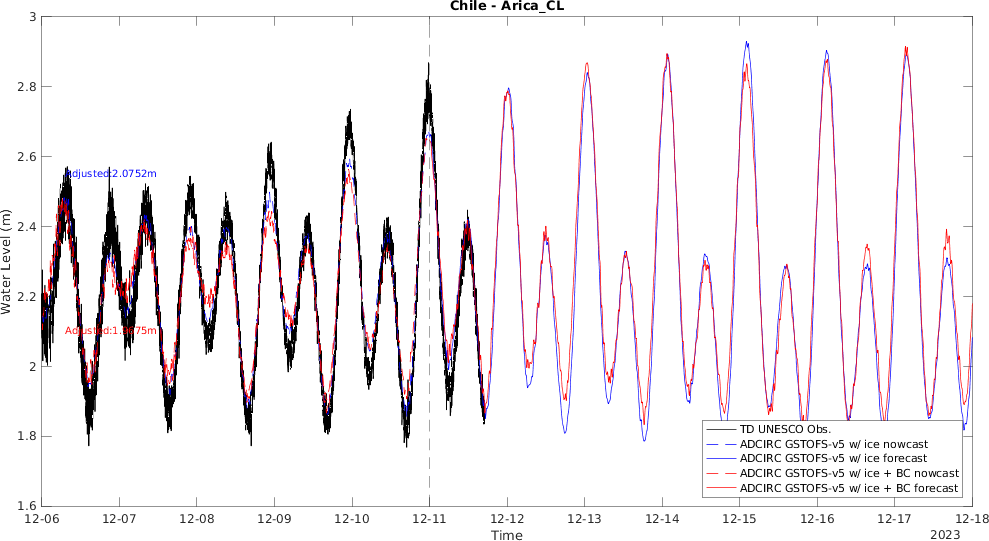 Chile - Arica_CL
3
2.8
2.6
2.4
2.2
2
1.8
1.6
Water Level (m)
Adjusted:2.0752m
TD UNESCO Obs.
ADCIRC GSTOFS-v5 w/ ice nowcast
ADCIRC GSTOFS-v5 w/ ice forecast
ADCIRC GSTOFS-v5 w/ ice + BC nowcast
ADCIRC GSTOFS-v5 w/ ice + BC forecast
12-06 12-07 12-08 12-09 12-10 12-11 12-12 12-13 12-14 12-15 12-16 12-17 12-18
Time
2023